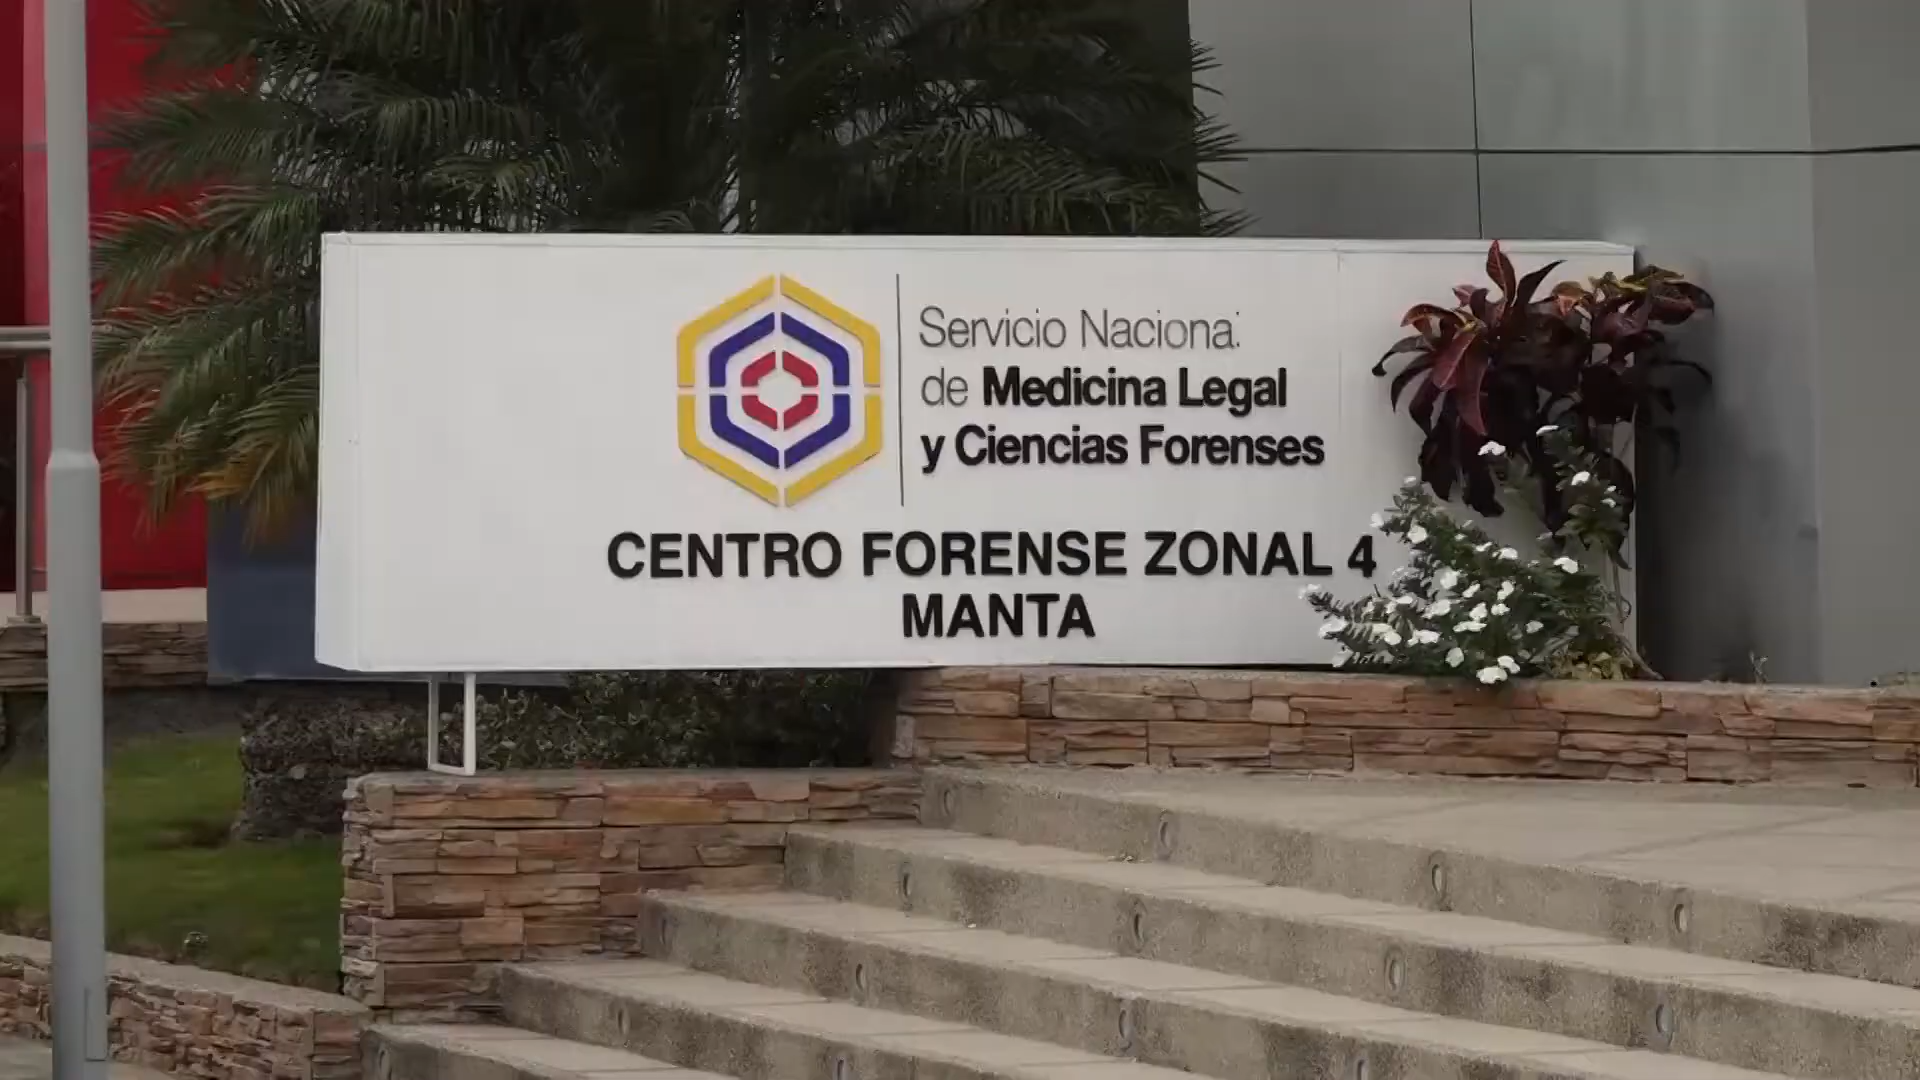 Servicio Nacional
de Medicina Legal
y Ciencias Forenses
CENTRO FORENSE ZONAL 4
MANTA